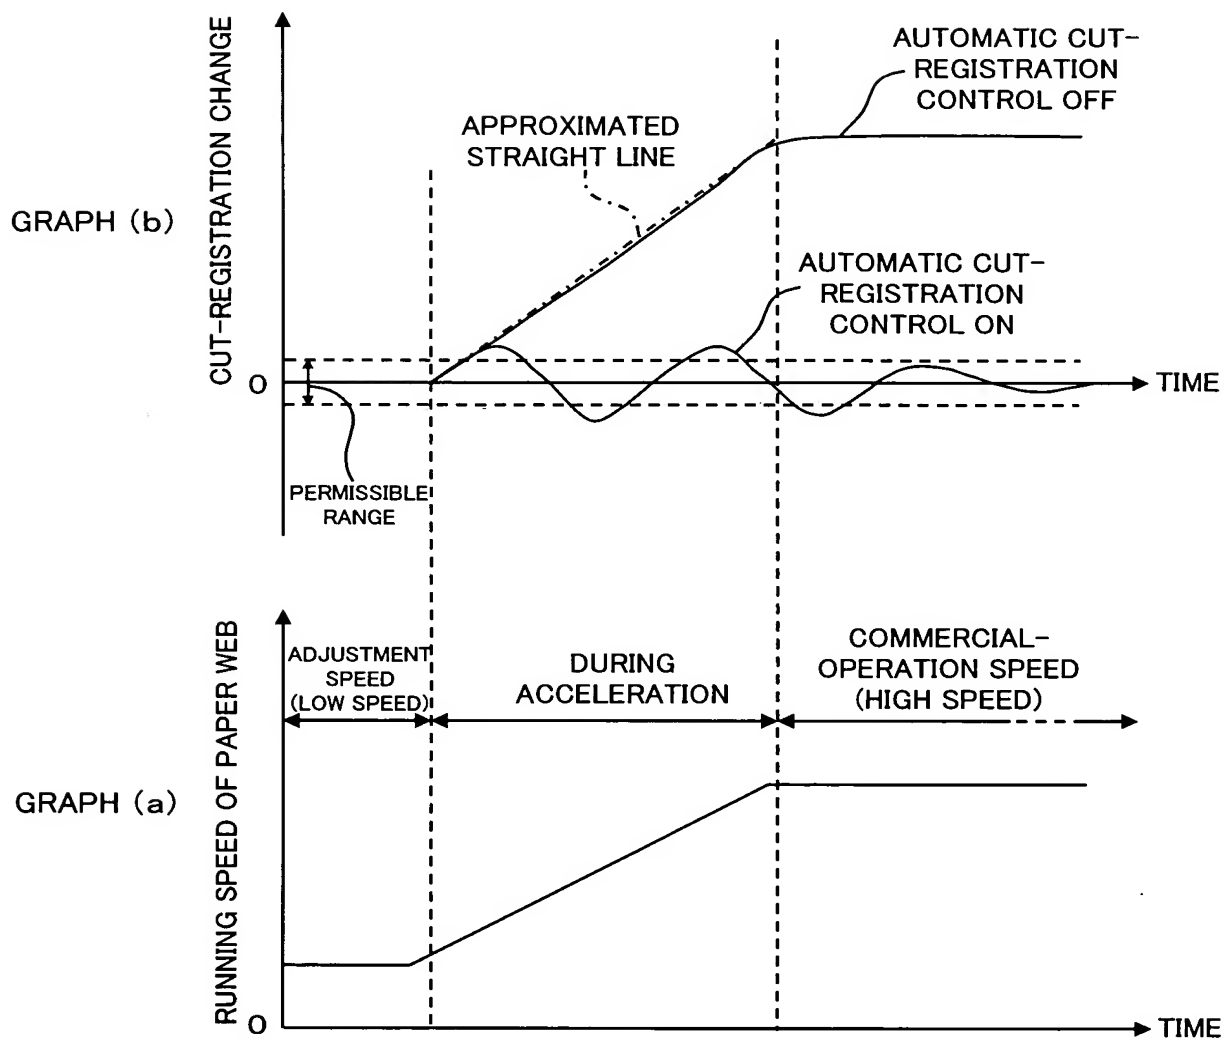 AUTOMATIC CUT-
REGISTRATION
CONTROL OFF
CUT-REGISTRATION CHANGE
APPROXIMATED
STRAIGHT LINE
GRAPH (b)
AUTOMATIC CUT-
REGISTRATION
CONTROL ON
0
TIME
PERMISSIBLE
RANGE
RUNNING SPEED OF PAPER WEB
ADJUSTMENT
SPEED
(LOW SPEED)
DURING
ACCELERATION
COMMERCIAL-
OPERATION SPEED
(HIGH SPEED)
GRAPH (a)
0
TIME